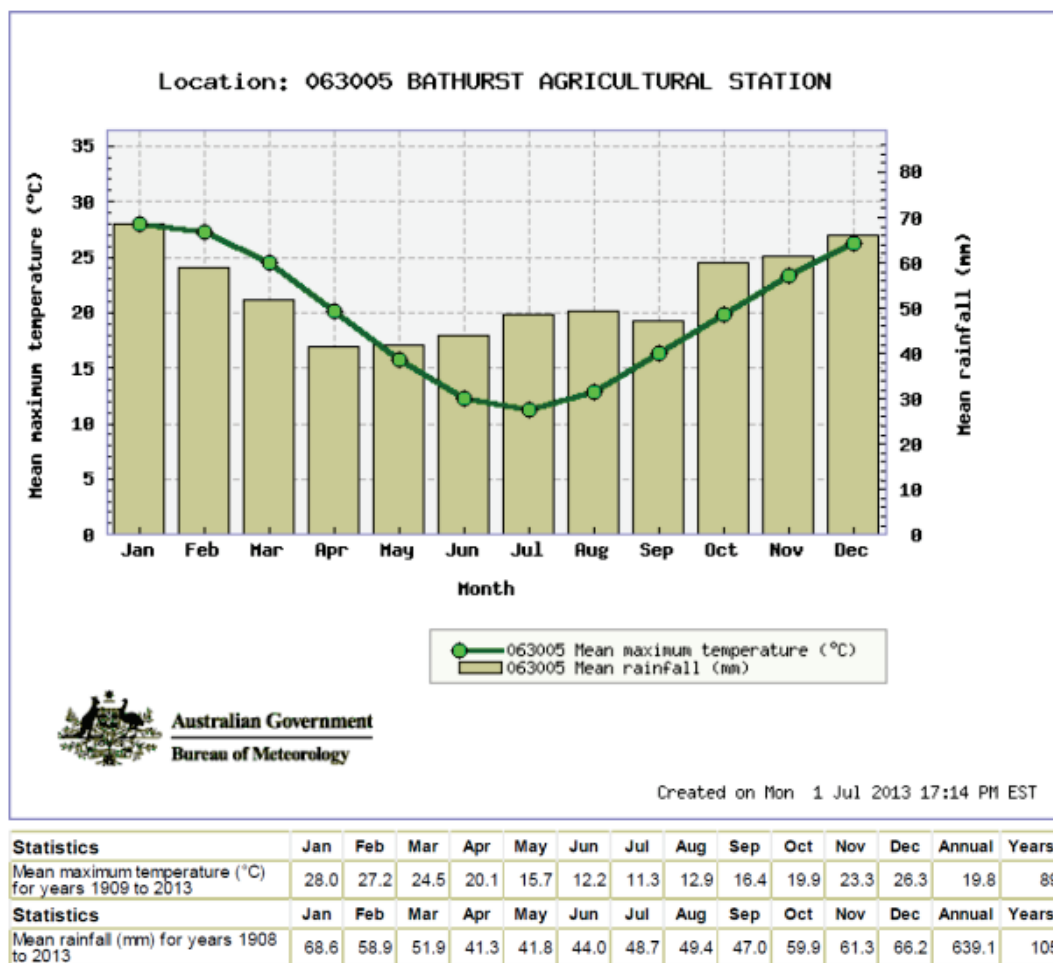 Location: 063005 BATHURST AGRICULTURAL STATION
Mean maximum temperature (°C)
35
30
25
20
15
10
5
0
80
70
60
50
40
30
20
10
0
Mean rainfall (mm)
Jan Feb Mar Apr May Jun Jul Aug Sep Oct Nov Dec
Month
063005 Mean maximum temperature (°C)
063005 Mean rainfall (mm)
Australian Government
Bureau of Meteorology
Created on Mon 1 Jul 2013 17:14 PM EST
Statistics Jan Feb Mar Apr May Jun Jul Aug Sep Oct Nov Dec Annual Years
Mean maximum temperature (°C)
for years 1909 to 2013 28.0 27.2 24.5 20.1 15.7 12.2 11.3 12.9 16.4 19.9 23.3 26.3 19.8 89
Statistics Jan Feb Mar Apr May Jun Jul Aug Sep Oct Nov Dec Annual Years
Mean rainfall (mm) for years 1908
to 2013 68.6 58.9 51.9 41.3 41.8 44.0 48.7 49.4 47.0 59.9 61.3 66.2 639.1 105